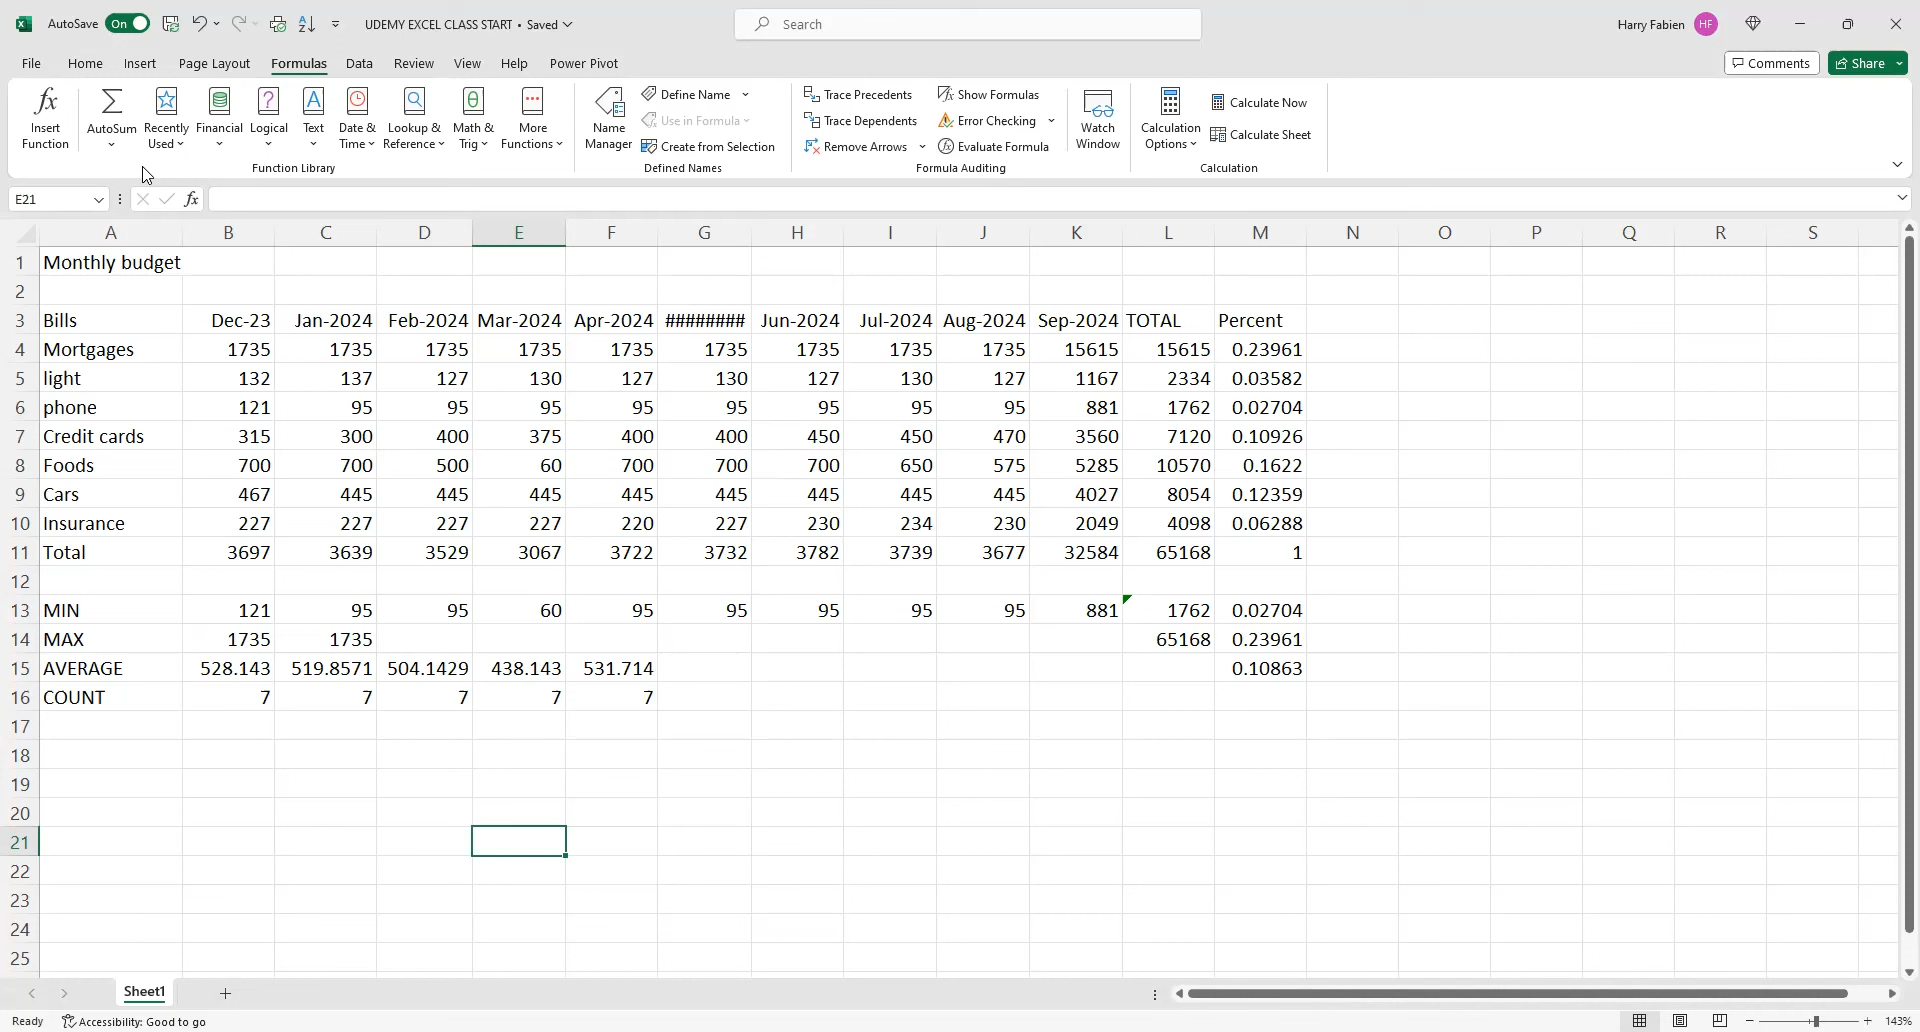 AutoSave On UDEMY EXCEL CLASS START • Saved Search Harry Fabien HF
File Home Insert Page Layout Formulas Data Review View Help Power Pivot Comments Share
Insert Function AutoSum Recently Used Financial Logical Text Date & Time Lookup & Reference Math & Trig More Functions
Function Library
Name Manager Define Name Use in Formula Create from Selection
Defined Names
Trace Precedents Show Formulas
Trace Dependents Error Checking
Remove Arrows Evaluate Formula
Formula Auditing
Watch Window
Calculation Options Calculate Now Calculate Sheet
Calculation
E21 fx
A B C D E F G H I J K L M N O P Q R S
1 Monthly budget
2
3 Bills Dec-23 Jan-2024 Feb-2024 Mar-2024 Apr-2024 ######## Jun-2024 Jul-2024 Aug-2024 Sep-2024 TOTAL Percent
4 Mortgages 1735 1735 1735 1735 1735 1735 1735 1735 1735 15615 15615 0.23961
5 light 132 137 127 130 127 130 127 130 127 1167 2334 0.03582
6 phone 121 95 95 95 95 95 95 95 95 881 1762 0.02704
7 Credit cards 315 300 400 375 400 400 450 450 470 3560 7120 0.10926
8 Foods 700 700 500 60 700 700 700 650 575 5285 10570 0.1622
9 Cars 467 445 445 445 445 445 445 445 445 4027 8054 0.12359
10 Insurance 227 227 227 227 220 227 230 234 230 2049 4098 0.06288
11 Total 3697 3639 3529 3067 3722 3732 3782 3739 3677 32584 65168 1
12
13 MIN 121 95 95 60 95 95 95 95 95 881 1762 0.02704
14 MAX 1735 1735 65168 0.23961
15 AVERAGE 528.143 519.8571 504.1429 438.143 531.714 0.10863
16 COUNT 7 7 7 7 7
17
18
19
20
21
22
23
24
25
Sheet1
Ready Accessibility: Good to go 143%